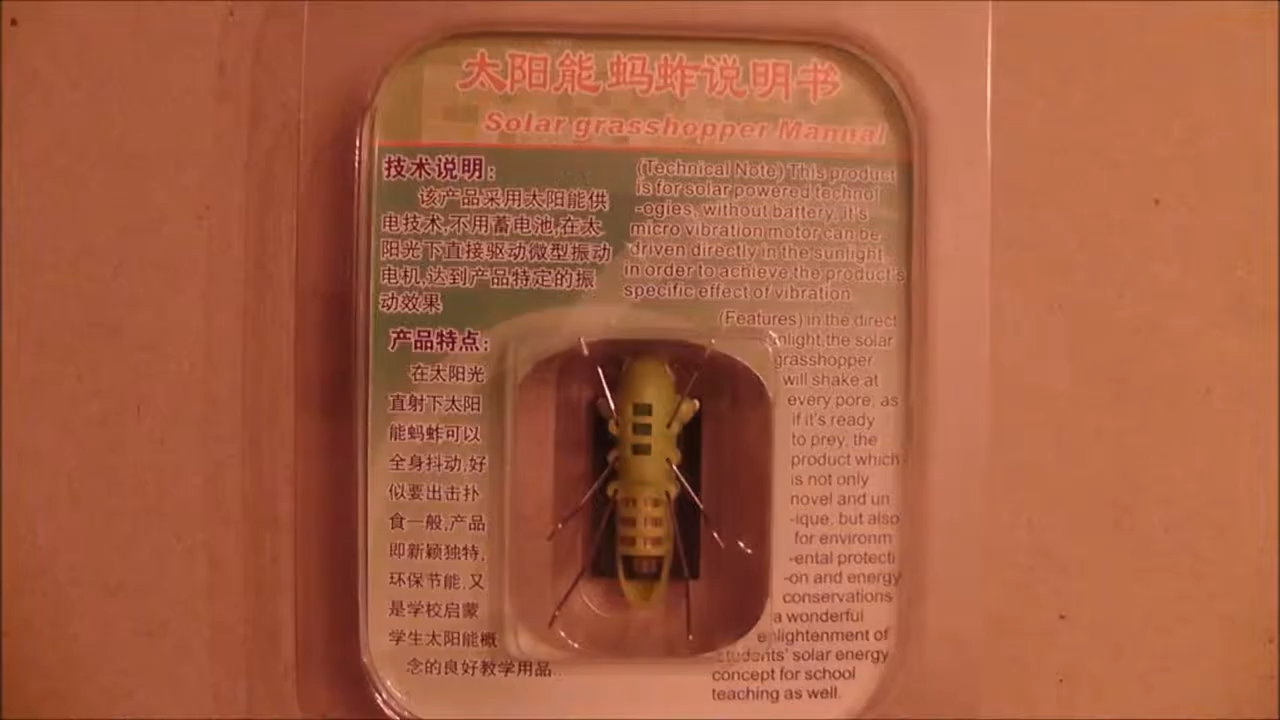 太阳能蚂蚱说明书
Solar grasshopper Mannal
技术说明:
该产品采用太阳能供
电技术,不用蓄电池,在太
阳光下直接驱动微型振动
电机,达到产品特定的振
动效果
(Technical Note) This product
is for solar powered technol
-ogies, without battery, it's
micro vibration motor can be
driven directly in the sunlight
in order to achieve the product's
specific effect of vibration
产品特点:
在太阳光
直射下太阳
能蚂蚱可以
全身抖动,好
似要出击扑
食一般,产品
即新颖独特,
环保节能,又
是学校启蒙
学生太阳能概
念的良好教学用品..
(Features) in the direct
nlight,the solar
grasshopper
will shake at
every pore, as
if it's ready
to prey, the
product which
is not only
novel and un
-ique, but also
for environm
-ental protecti
-on and energy
conservations
a wonderful
enlightenment of
students' solar energy
concept for school
teaching as well.